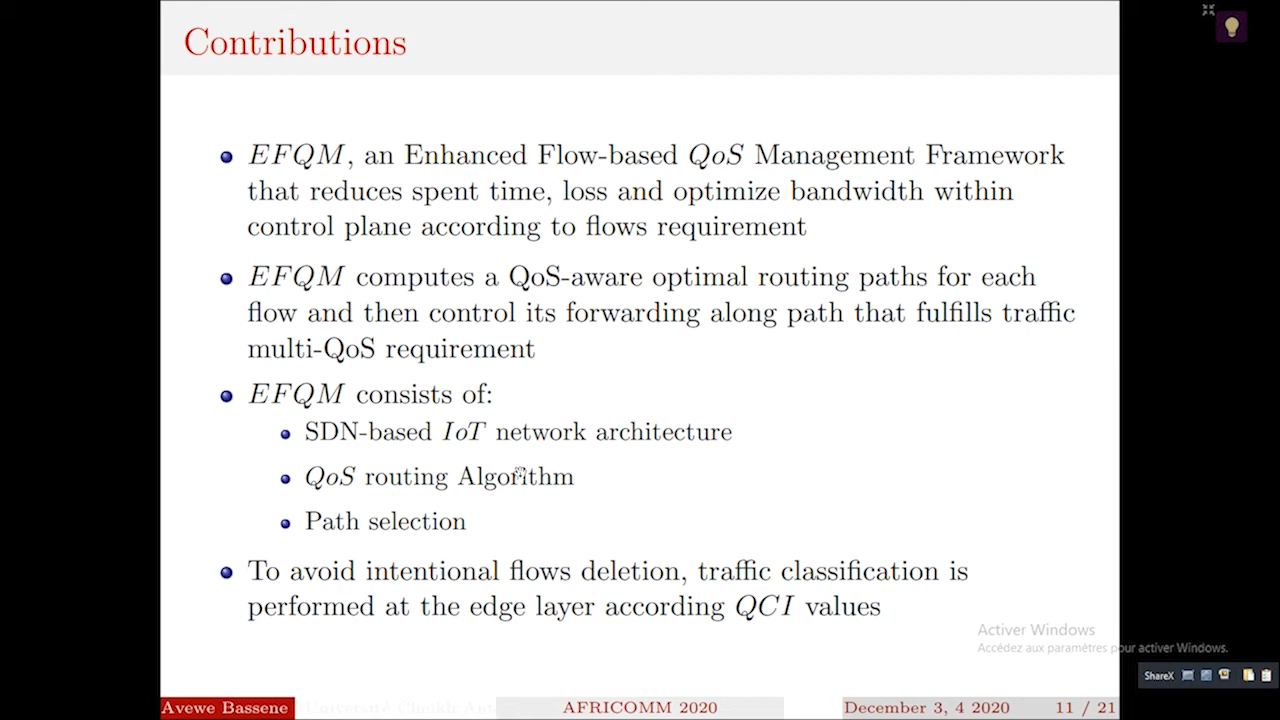 Contributions
EFQM, an Enhanced Flow-based QoS Management Framework
that reduces spent time, loss and optimize bandwidth within
control plane according to flows requirement
EFQM computes a QoS-aware optimal routing paths for each
flow and then control its forwarding along path that fulfills traffic
multi-QoS requirement
EFQM consists of:
SDN-based IoT network architecture
QoS routing Algorithm
Path selection
To avoid intentional flows deletion, traffic classification is
performed at the edge layer according QCI values
Activer Windows
Accédez aux paramètres pour activer Windows.
ShareX
Avewe Bassene
Université Cheikh
AFRICOMM 2020
December 3, 4 2020
11 / 21